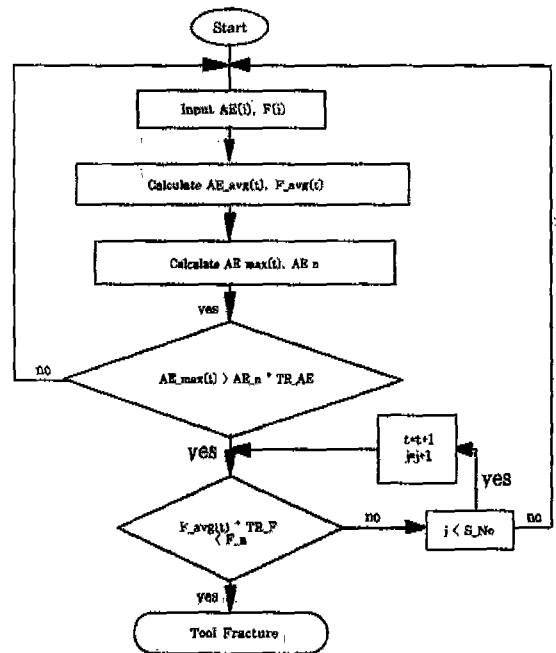 Start
Input AE(i), F(i)
Calculate AE_avg(t), F_avg(t)
Calculate AE max(t), AE n
yes
AE_max(t) > AE_n * TR_AE
no
yes
t=t+1
j=j+1
yes
F_avg(t) * TR_F
< F_n
no
j < S_No
no
yes
Tool Fracture